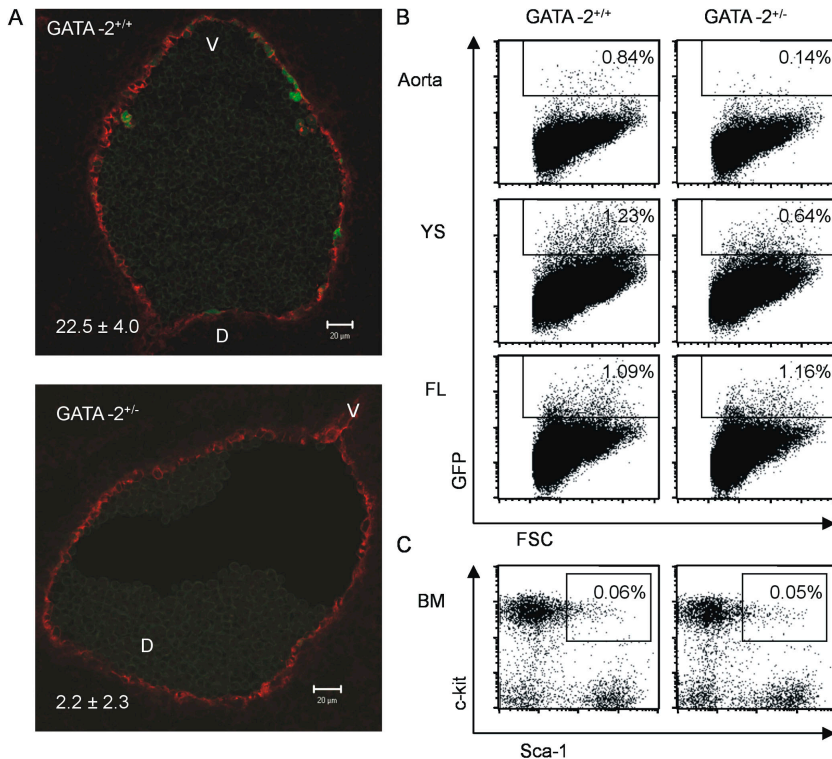 A
GATA-2+/+
V
D
22.5 ± 4.0
20 µm
GATA-2+/-
V
D
2.2 ± 2.3
20 µm
B
GATA-2+/+ GATA-2+/-
Aorta
0.84% 0.14%
YS
1.23% 0.64%
FL
1.09% 1.16%
GFP
FSC
C
BM
0.06% 0.05%
c-kit
Sca-1